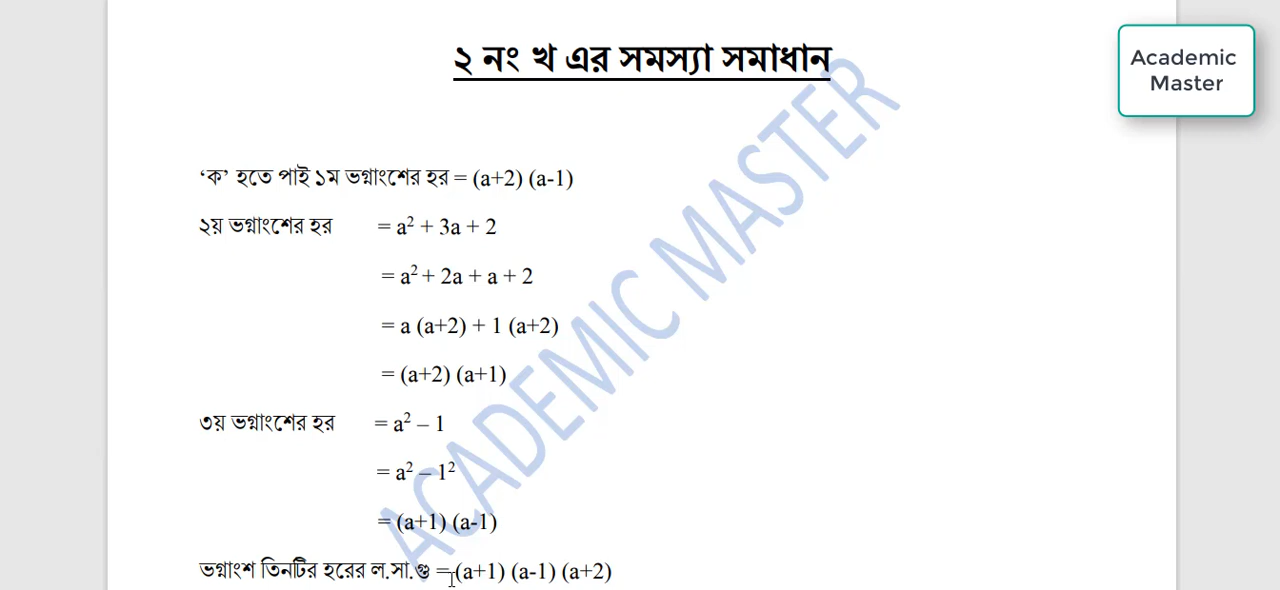 ২ নং খ এর সমস্যা সমাধান
Academic
Master
‘ক’ হতে পাই ১ম ভগ্নাংশের হর = (a+2) (a-1)
২য় ভগ্নাংশের হর = a² + 3a + 2
= a² + 2a + a + 2
= a (a+2) + 1 (a+2)
= (a+2) (a+1)
৩য় ভগ্নাংশের হর = a² – 1
= a² – 1²
= (a+1) (a-1)
ভগ্নাংশ তিনটির হরের ল.সা.গু = (a+1) (a-1) (a+2)
ACADEMIC MASTER